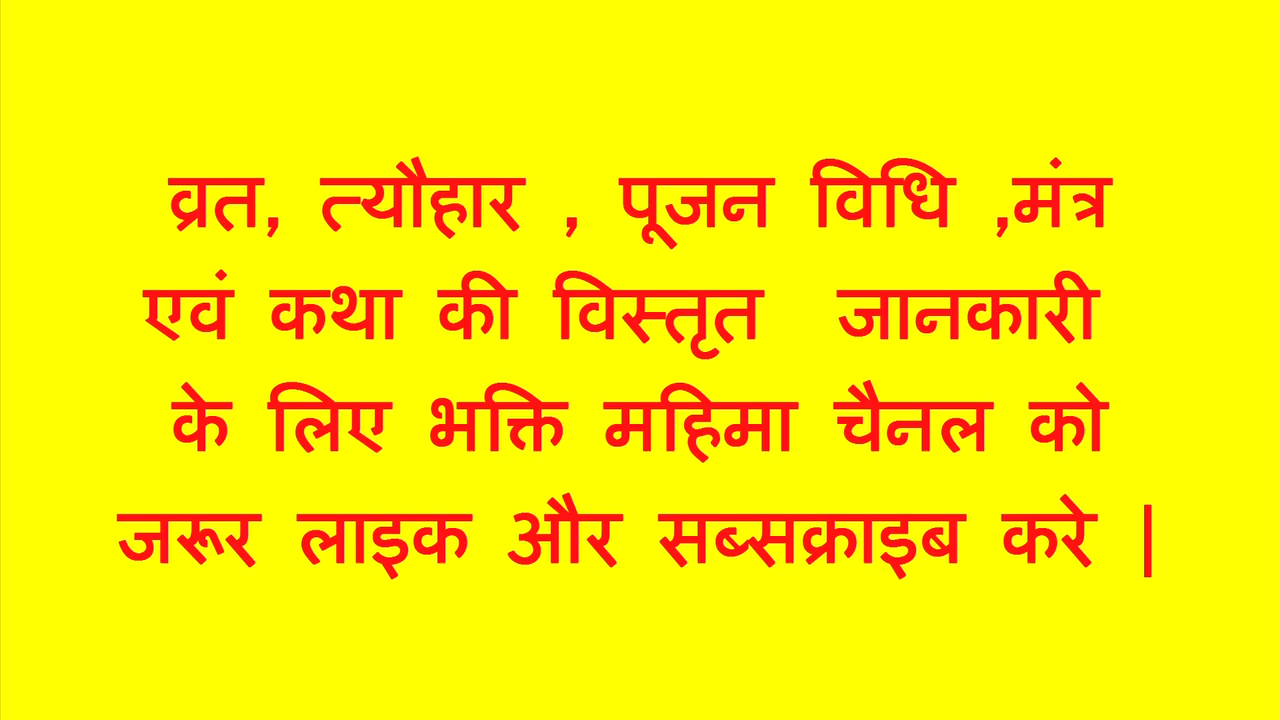 व्रत, त्यौहार , पूजन विधि ,मंत्र
एवं कथा की विस्तृत जानकारी
के लिए भक्ति महिमा चैनल को
जरूर लाइक और सब्सक्राइब करे |